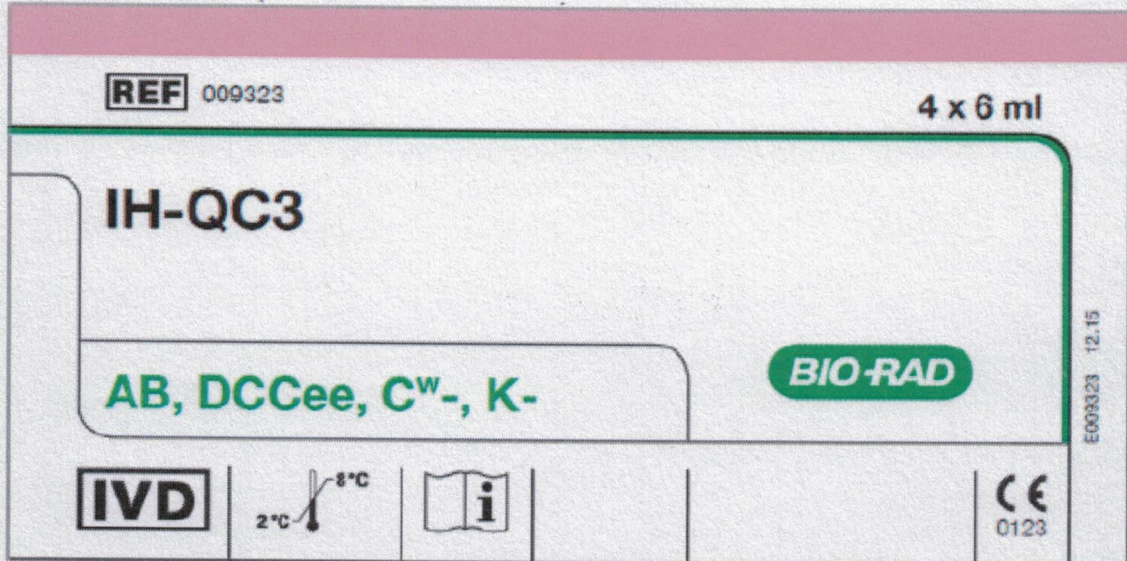 REF 009323
4 x 6 ml
IH-QC3
AB, DCCee, Cʷ-, K-
BIO-RAD
E009323 12.15
IVD
2°C
8°C
i
CE
0123